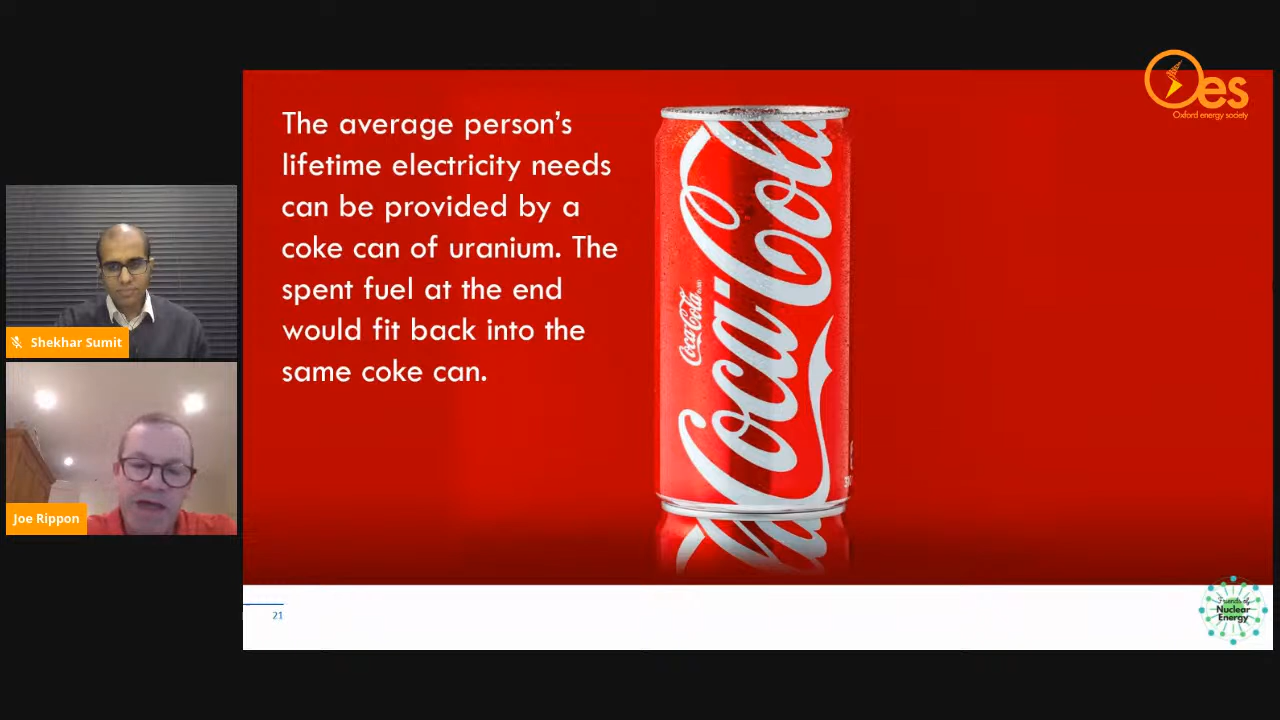 es
Oxford energy society
The average person’s
lifetime electricity needs
can be provided by a
coke can of uranium. The
spent fuel at the end
would fit back into the
same coke can.
Coca-Cola
Coca-Cola
Shekhar Sumit
Joe Rippon
21
Friends of
Nuclear
Energy